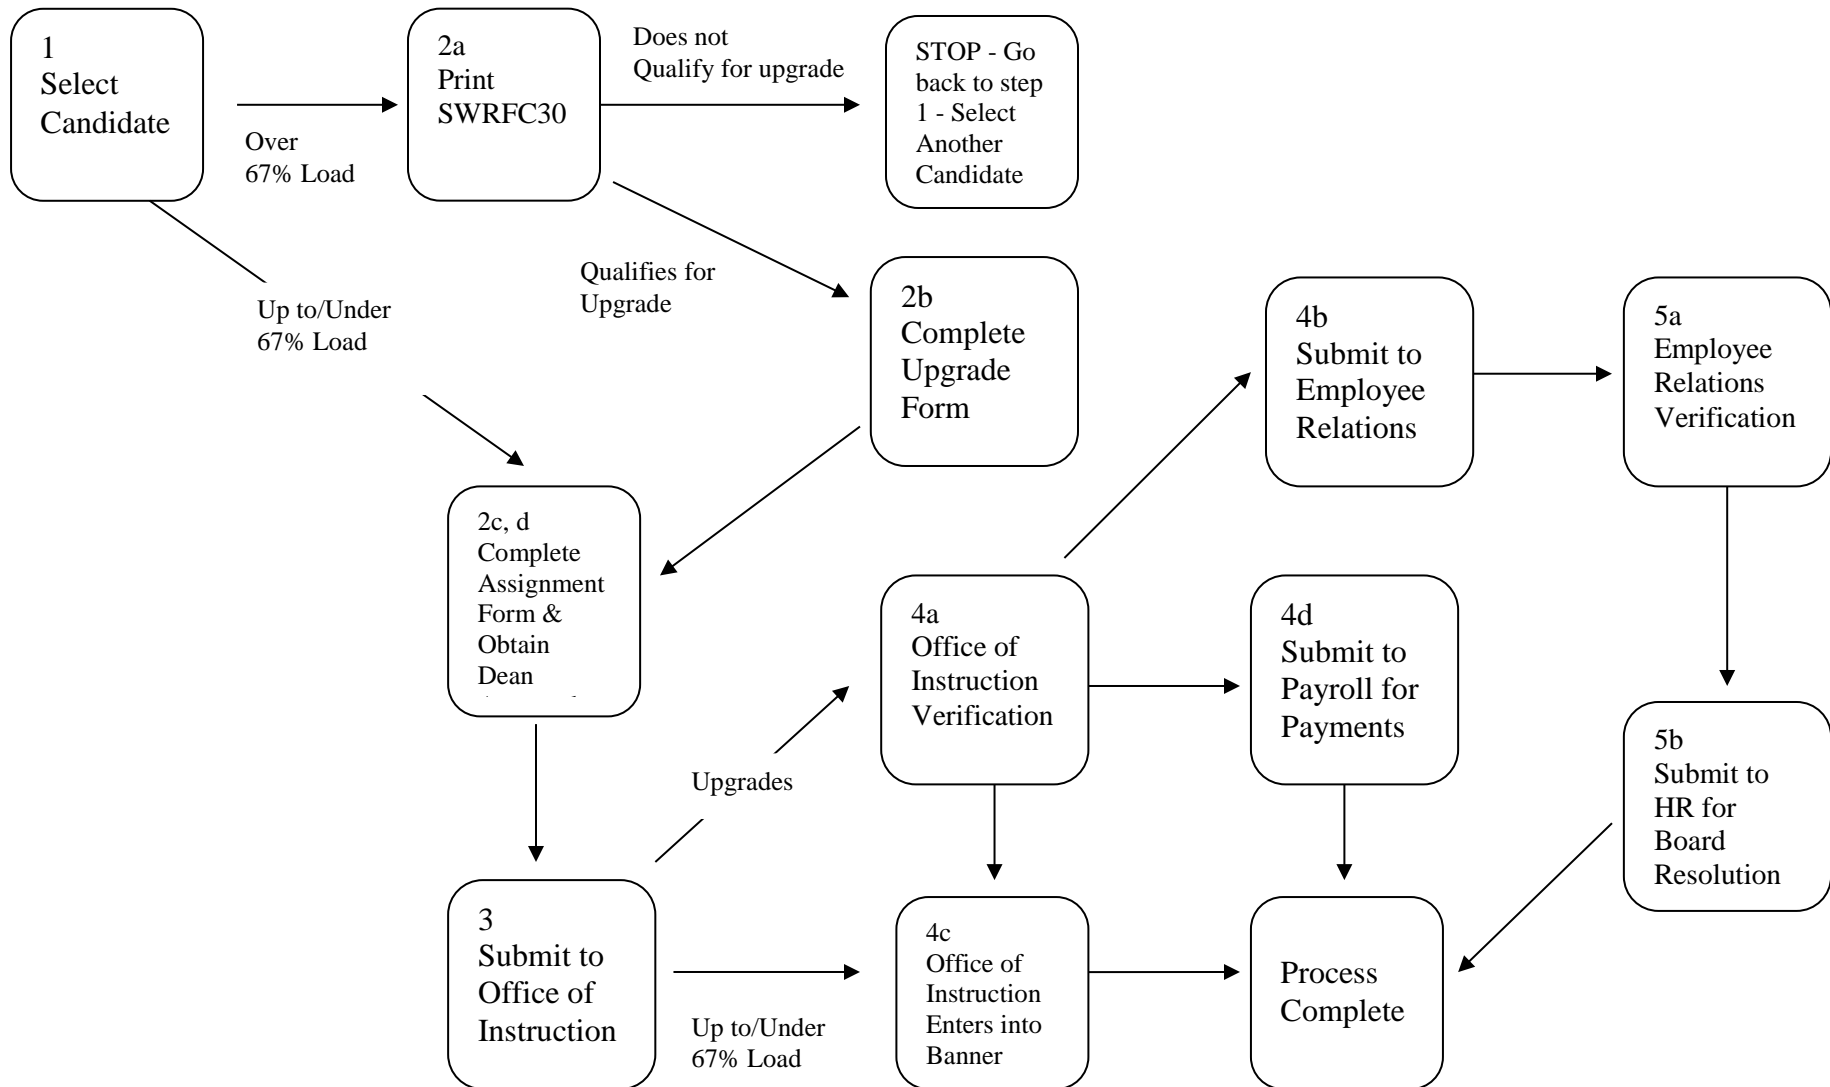 1
Select
Candidate
Over
67% Load
2a
Print
SWRFC30
Does not
Qualify for upgrade
STOP - Go
back to step
1 - Select
Another
Candidate
Up to/Under
67% Load
Qualifies for
Upgrade
2b
Complete
Upgrade
Form
2c, d
Complete
Assignment
Form &
Obtain
Dean
3
Submit to
Office of
Instruction
Upgrades
Up to/Under
67% Load
4a
Office of
Instruction
Verification
4b
Submit to
Employee
Relations
4c
Office of
Instruction
Enters into
Banner
4d
Submit to
Payroll for
Payments
5a
Employee
Relations
Verification
5b
Submit to
HR for
Board
Resolution
Process
Complete